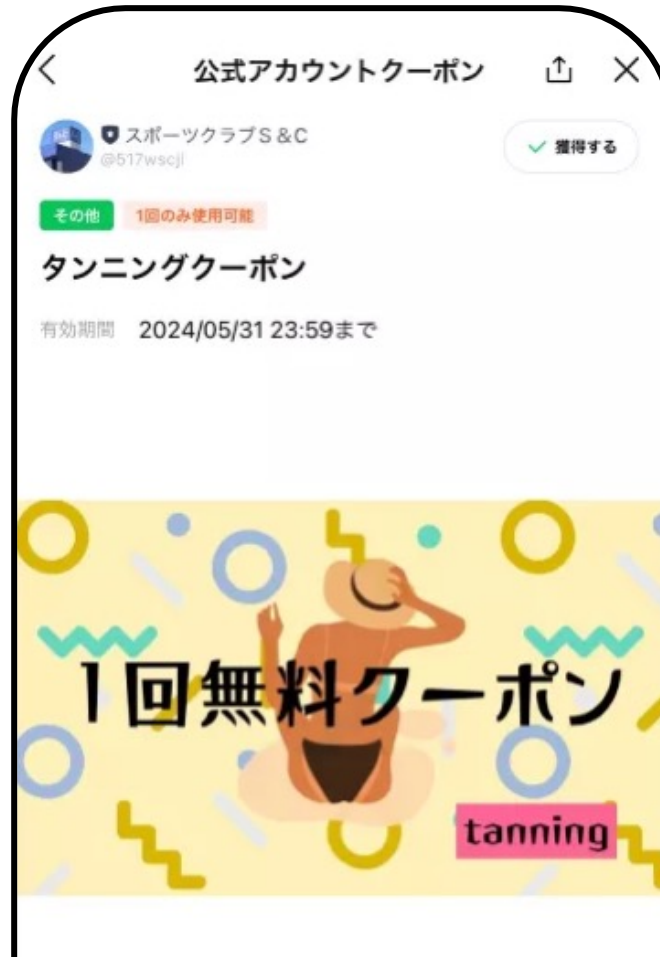 公式アカウントクーポン
スポーツクラブS&C
@517wscjl
獲得する
その他 1回のみ使用可能
タンニングクーポン
有効期間 2024/05/31 23:59まで
1回無料クーポン
tanning